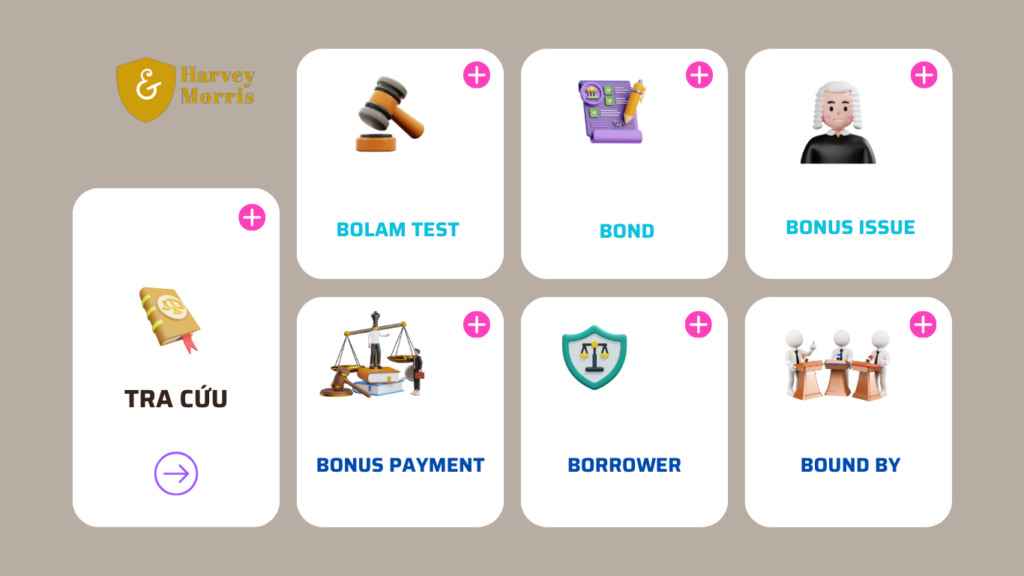 &
Harvey
Morris
BOLAM TEST
BOND
BONUS ISSUE
TRA CỨU
BONUS PAYMENT
BORROWER
BOUND BY